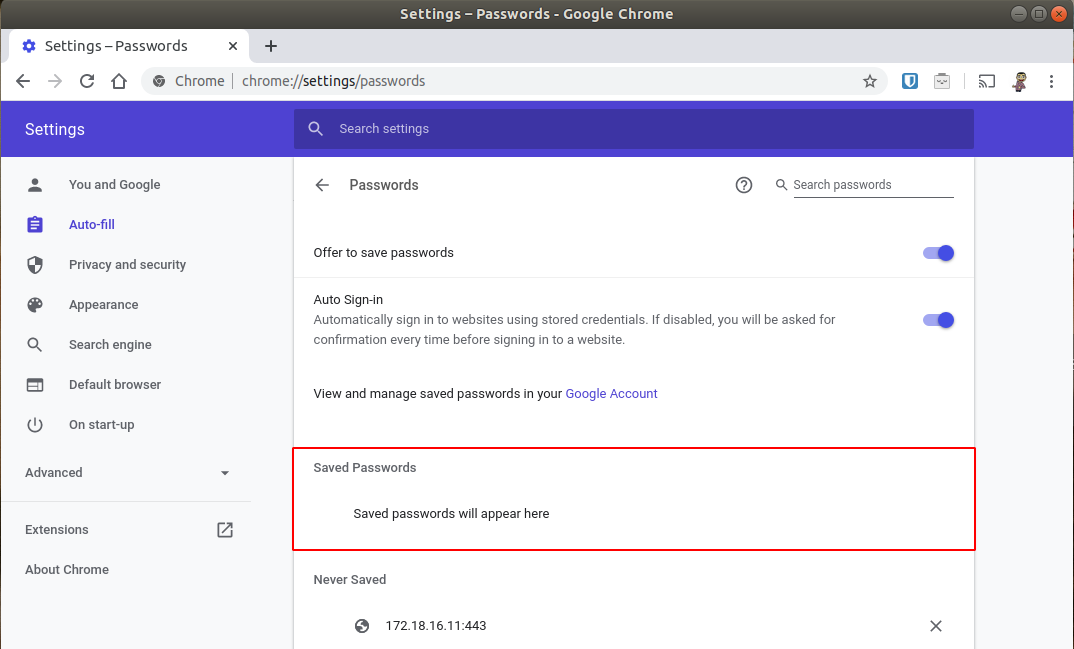 Settings – Passwords - Google Chrome
Settings – Passwords
Chrome
chrome://settings/passwords
Settings
Search settings
You and Google
Auto-fill
Privacy and security
Appearance
Search engine
Default browser
On start-up
Advanced
Extensions
About Chrome
Passwords
Search passwords
Offer to save passwords
Auto Sign-in
Automatically sign in to websites using stored credentials. If disabled, you will be asked for
confirmation every time before signing in to a website.
View and manage saved passwords in your Google Account
Saved Passwords
Saved passwords will appear here
Never Saved
172.18.16.11:443